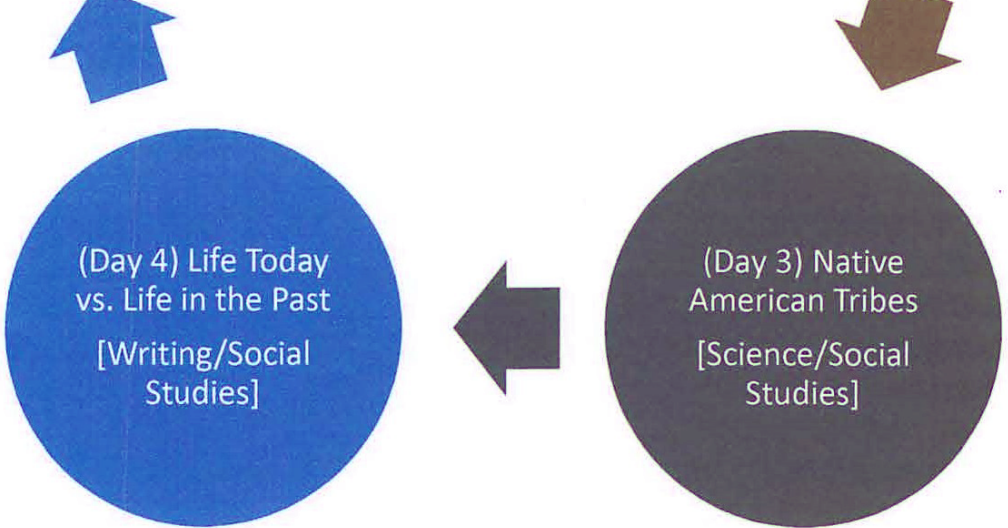 (Day 4) Life Today
vs. Life in the Past
[Writing/Social
Studies]
(Day 3) Native
American Tribes
[Science/Social
Studies]